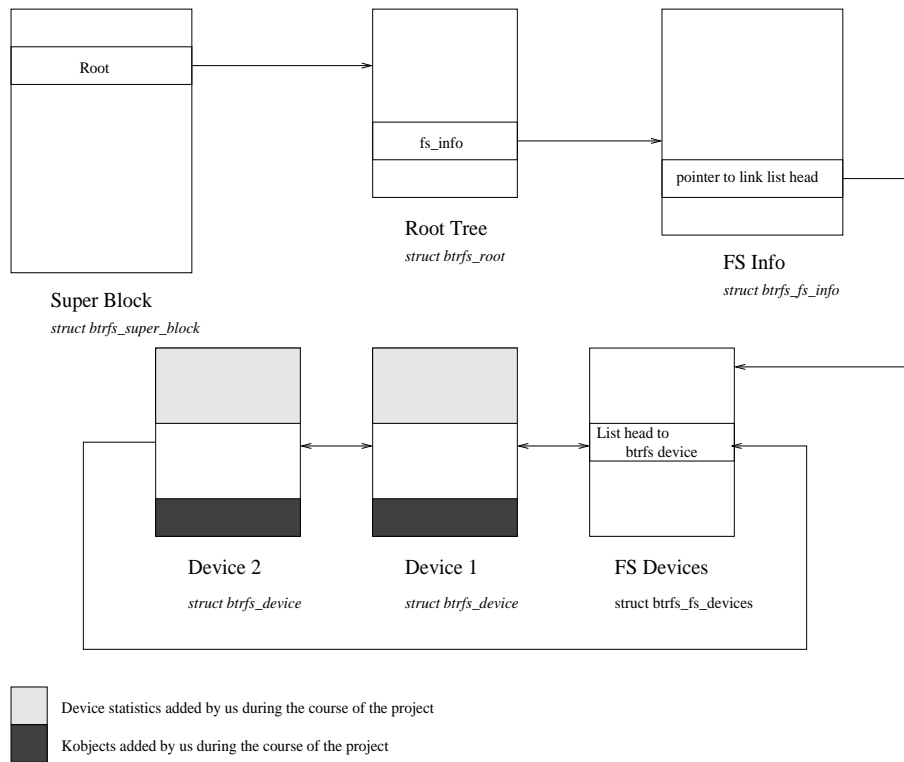 Root
fs_info
pointer to link list head
Root Tree
struct btrfs_root
FS Info
struct btrfs_fs_info
Super Block
struct btrfs_super_block
List head to
btrfs device
Device 2
struct btrfs_device
Device 1
struct btrfs_device
FS Devices
struct btrfs_fs_devices
Device statistics added by us during the course of the project
Kobjects added by us during the course of the project